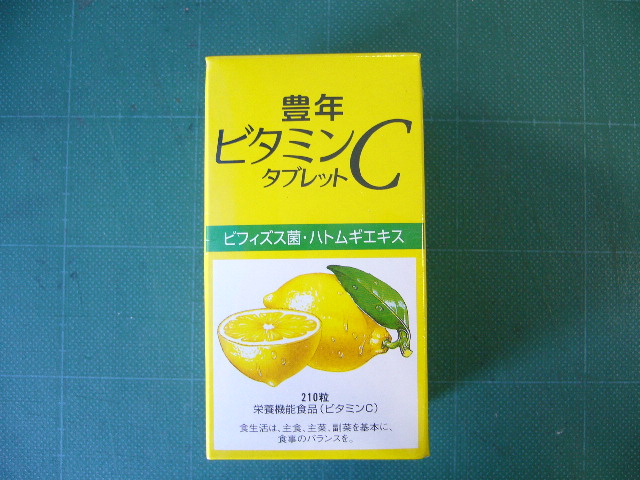 豊年
ビタミンC
タブレット
ビフィズス菌・ハトムギエキス
210粒
栄養機能食品(ビタミンC)
食生活は、主食、主菜、副菜を基本に、
食事のバランスを。